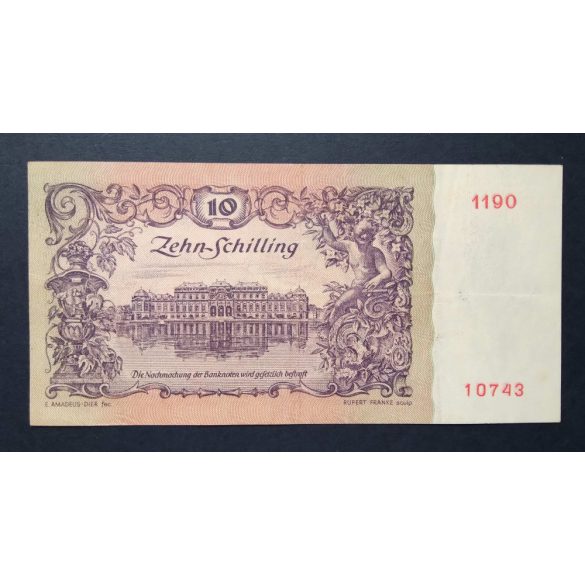 10
1190
Zehn-Schilling
Die Nachmachung der Banknoten wird gesetzlich bestraft
10743
E. AMADEUS-DIER fec.
RUPERT FRANKE sculp.